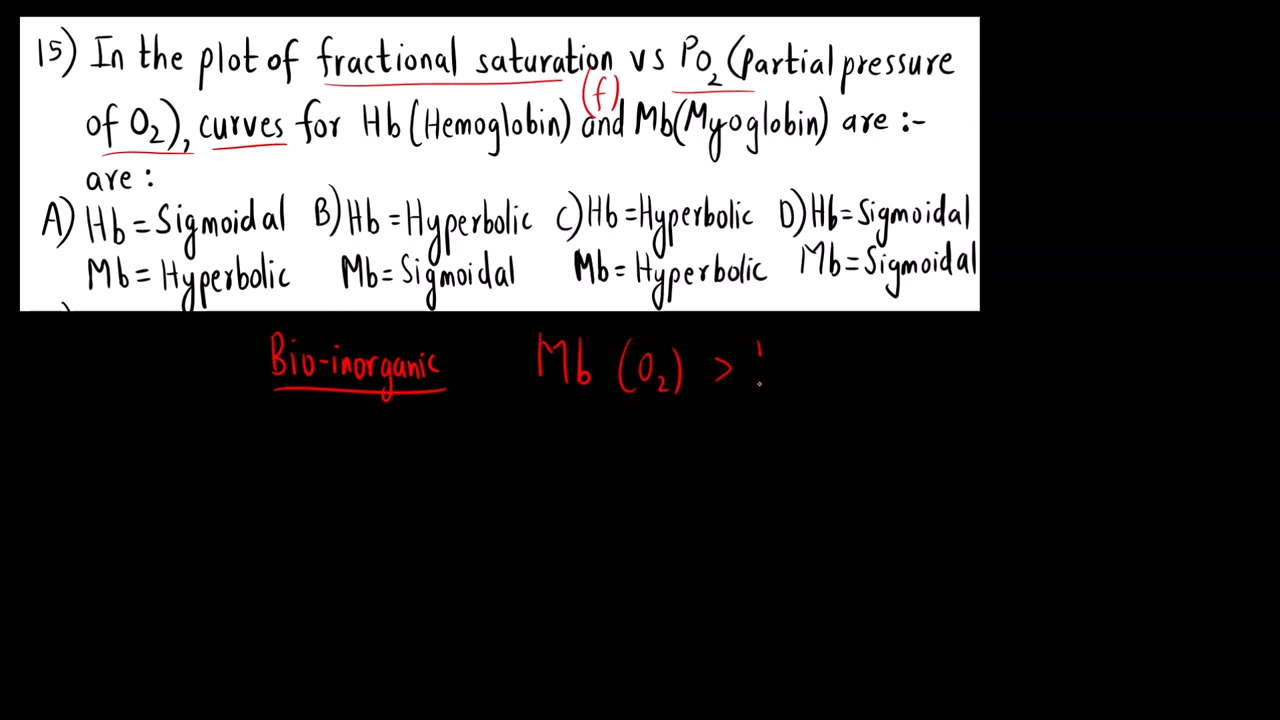 15) In the plot of fractional saturation vs PO2 (Partial pressure
(f)
of O2), curves for Hb (Hemoglobin) and Mb(Myoglobin) are :-
are :
A) Hb = Sigmoidal B) Hb = Hyperbolic C) Hb = Hyperbolic D) Hb = Sigmoidal
Mb = Hyperbolic Mb = Sigmoidal Mb = Hyperbolic Mb = Sigmoidal
Bio-inorganic Mb (O2) >